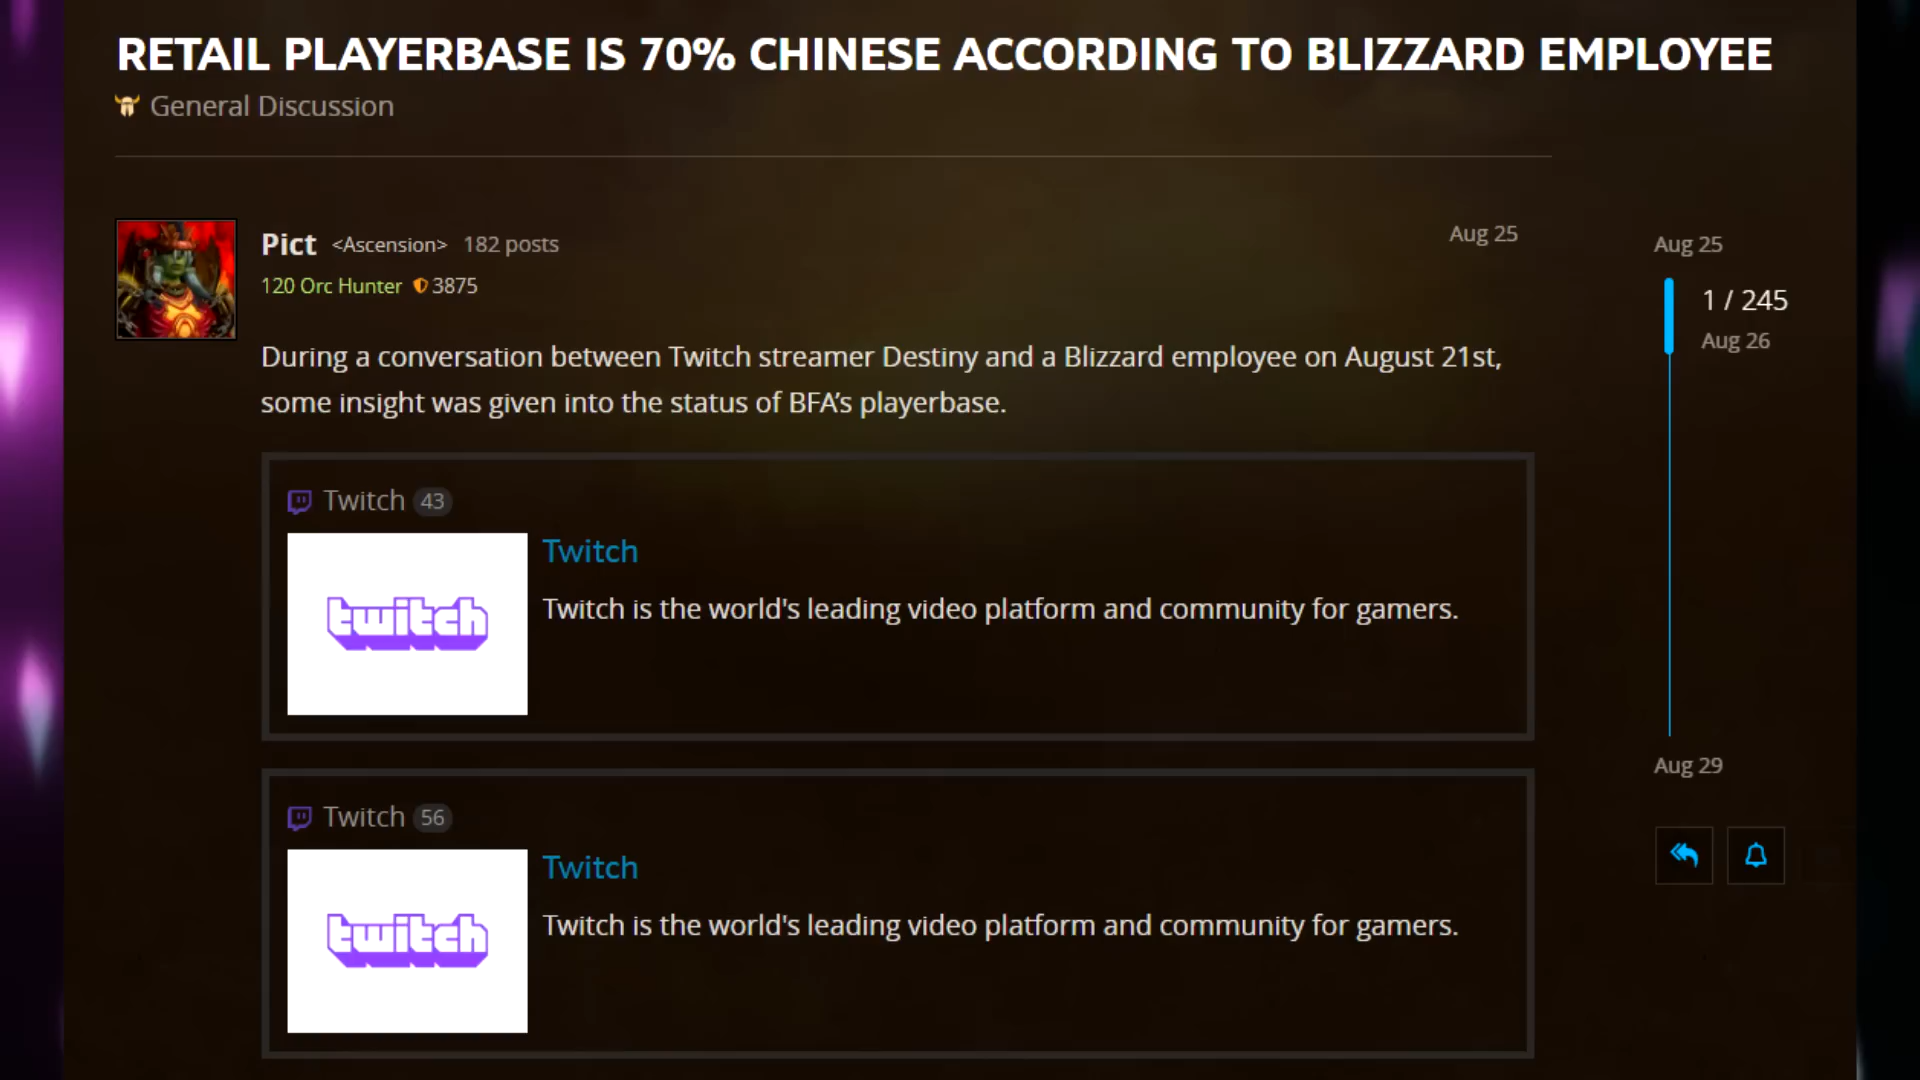 RETAIL PLAYERBASE IS 70% CHINESE ACCORDING TO BLIZZARD EMPLOYEE
General Discussion
Pict <Ascension> 182 posts
Aug 25
120 Orc Hunter 3875
During a conversation between Twitch streamer Destiny and a Blizzard employee on August 21st,
some insight was given into the status of BFA’s playerbase.
Twitch 43
twitch
Twitch
Twitch is the world's leading video platform and community for gamers.
Twitch 56
twitch
Twitch
Twitch is the world's leading video platform and community for gamers.
Aug 25
1 / 245
Aug 26
Aug 29